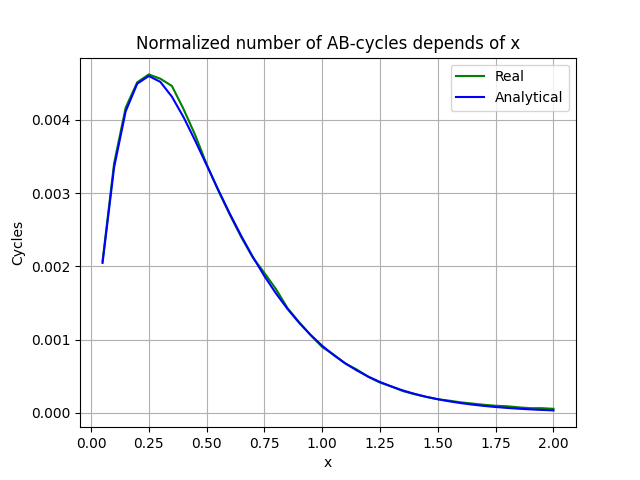 Normalized number of AB-cycles depends of x
Real
Analytical
Cycles
0.004
0.003
0.002
0.001
0.000
0.00 0.25 0.50 0.75 1.00 1.25 1.50 1.75 2.00
x